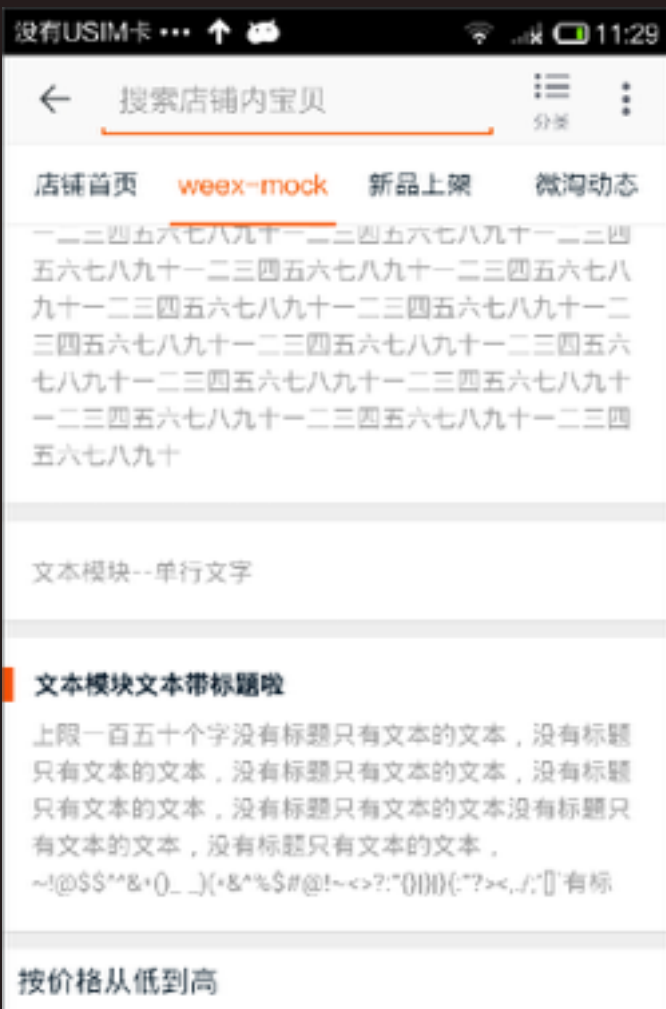 没有USIM卡 ••• 11:29
搜索店铺内宝贝
分类
店铺首页 weex-mock 新品上架 微淘动态
一二三四五六七八九十一二三四五六七八九十一二三四
五六七八九十一二三四五六七八九十一二三四五六七八
九十一二三四五六七八九十一二三四五六七八九十一二
三四五六七八九十一二三四五六七八九十一二三四五六
七八九十一二三四五六七八九十一二三四五六七八九十
一二三四五六七八九十一二三四五六七八九十一二三四
五六七八九十
文本模块--单行文字
文本模块文本带标题啦
上限一百五十个字没有标题只有文本的文本，没有标题
只有文本的文本，没有标题只有文本的文本，没有标题
只有文本的文本，没有标题只有文本的文本没有标题只
有文本的文本，没有标题只有文本的文本，
有标
按价格从低到高